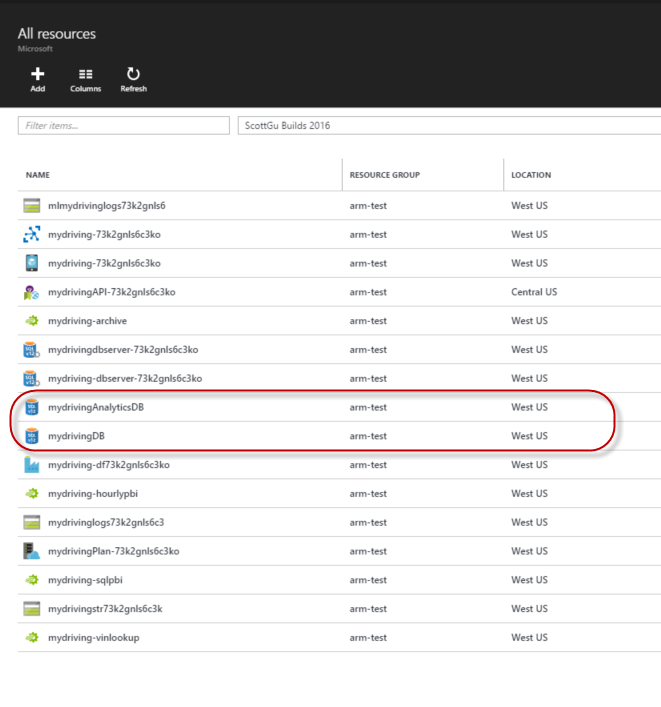 All resources
Microsoft
Add Columns Refresh
Filter items... ScottGu Builds 2016
NAME RESOURCE GROUP LOCATION
mlmydrivinglogs73k2gnls6 arm-test West US
mydriving-73k2gnls6c3ko arm-test West US
mydriving-73k2gnls6c3ko arm-test West US
mydrivingAPI-73k2gnls6c3ko arm-test Central US
mydriving-archive arm-test West US
mydrivingdbserver-73k2gnls6c3ko arm-test West US
mydriving-dbserver-73k2gnls6c3ko arm-test West US
mydrivingAnalyticsDB arm-test West US
mydrivingDB arm-test West US
mydriving-df73k2gnls6c3ko arm-test West US
mydriving-hourlypbi arm-test West US
mydrivinglogs73k2gnls6c3 arm-test West US
mydrivingPlan-73k2gnls6c3ko arm-test West US
mydriving-sqlpbi arm-test West US
mydrivingstr73k2gnls6c3k arm-test West US
mydriving-vinlookup arm-test West US